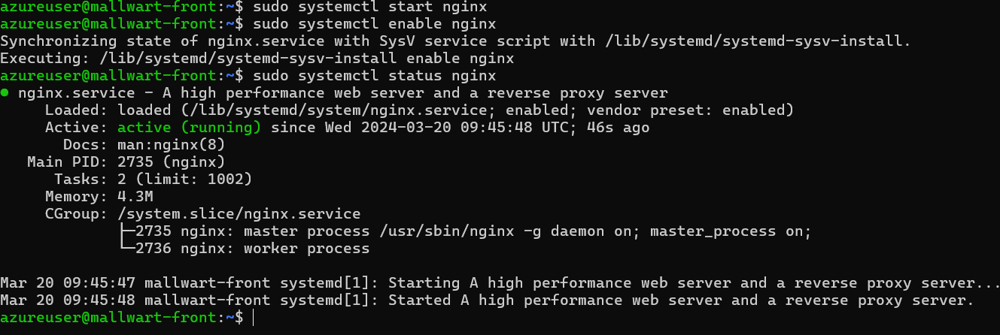 azureuser@mallwart-front:~$ sudo systemctl start nginx
azureuser@mallwart-front:~$ sudo systemctl enable nginx
Synchronizing state of nginx.service with SysV service script with /lib/systemd/systemd-sysv-install.
Executing: /lib/systemd/systemd-sysv-install enable nginx
azureuser@mallwart-front:~$ sudo systemctl status nginx
● nginx.service - A high performance web server and a reverse proxy server
     Loaded: loaded (/lib/systemd/system/nginx.service; enabled; vendor preset: enabled)
     Active: active (running) since Wed 2024-03-20 09:45:48 UTC; 46s ago
       Docs: man:nginx(8)
   Main PID: 2735 (nginx)
      Tasks: 2 (limit: 1002)
     Memory: 4.3M
     CGroup: /system.slice/nginx.service
             ├─2735 nginx: master process /usr/sbin/nginx -g daemon on; master_process on;
             └─2736 nginx: worker process

Mar 20 09:45:47 mallwart-front systemd[1]: Starting A high performance web server and a reverse proxy server...
Mar 20 09:45:48 mallwart-front systemd[1]: Started A high performance web server and a reverse proxy server.
azureuser@mallwart-front:~$